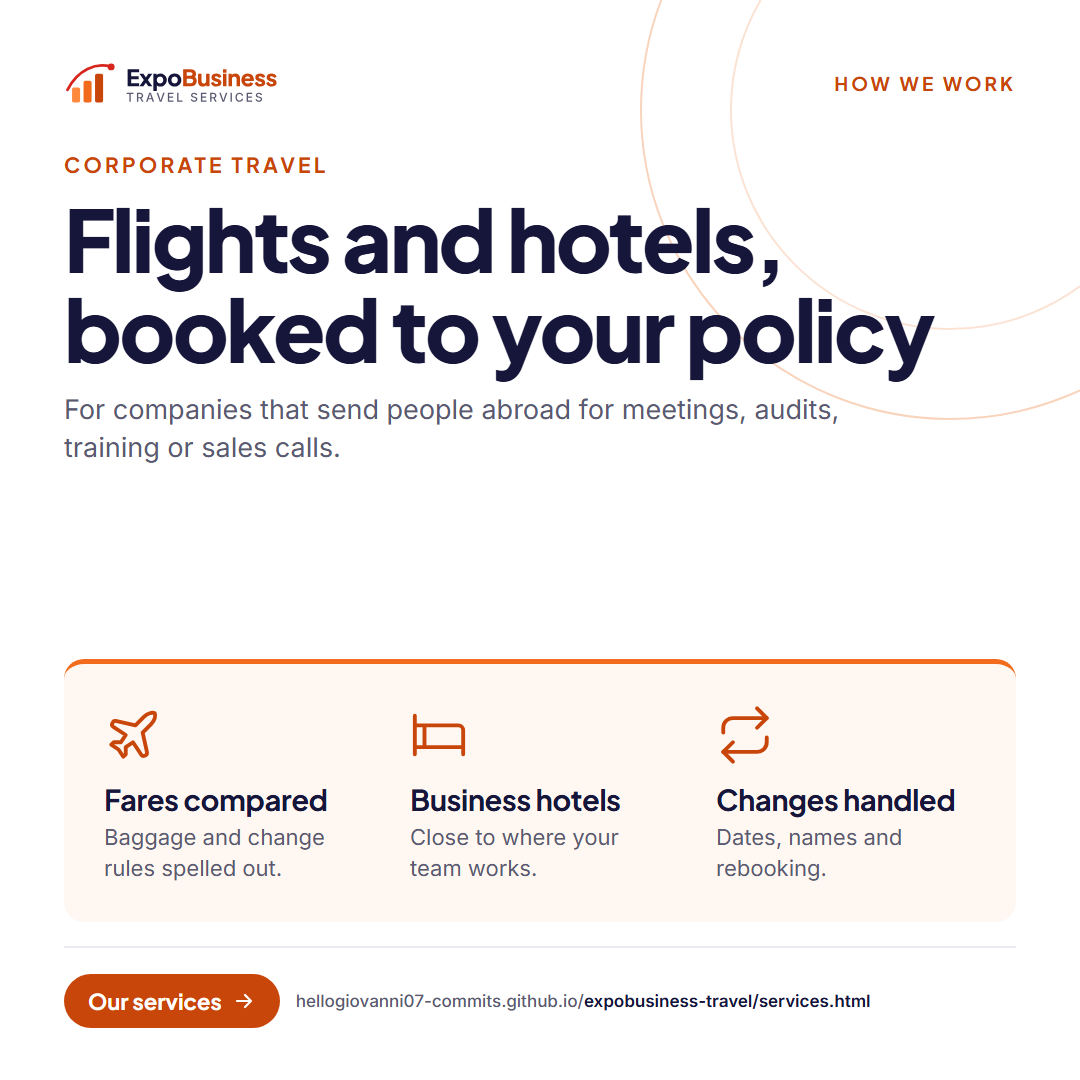 ExpoBusiness
TRAVEL SERVICES
HOW WE WORK
CORPORATE TRAVEL
Flights and hotels,
booked to your policy
For companies that send people abroad for meetings, audits,
training or sales calls.
Fares compared
Baggage and change
rules spelled out.
Business hotels
Close to where your
team works.
Changes handled
Dates, names and
rebooking.
Our services →
hellogiovanni07-commits.github.io/expobusiness-travel/services.html